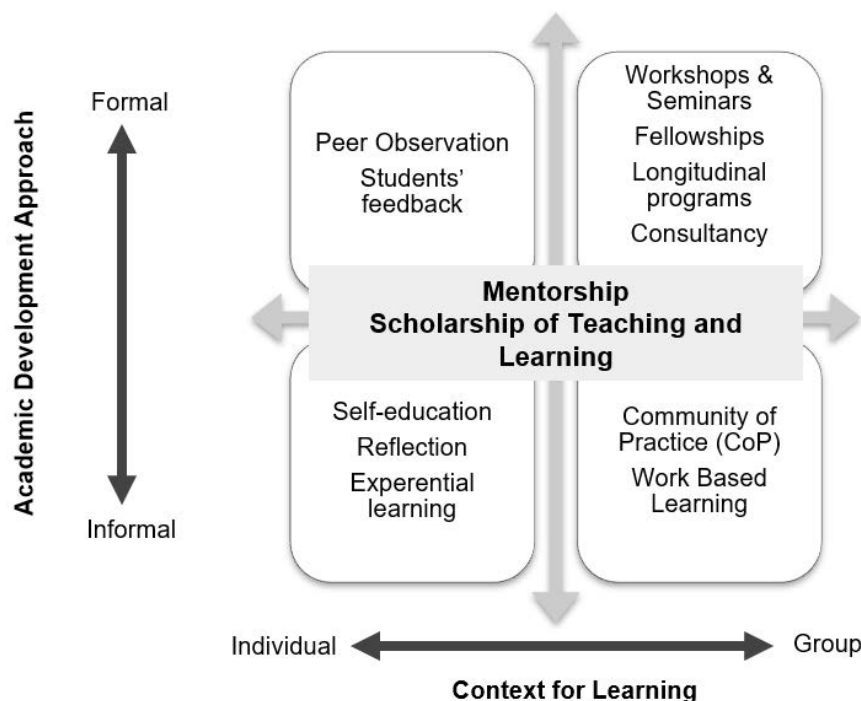 Academic Development Approach
Formal
Informal
Peer Observation
Students’
feedback
Workshops &
Seminars
Fellowships
Longitudinal
programs
Consultancy
Mentorship
Scholarship of Teaching and
Learning
Self-education
Reflection
Experental
learning
Community of
Practice (CoP)
Work Based
Learning
Individual
Group
Context for Learning